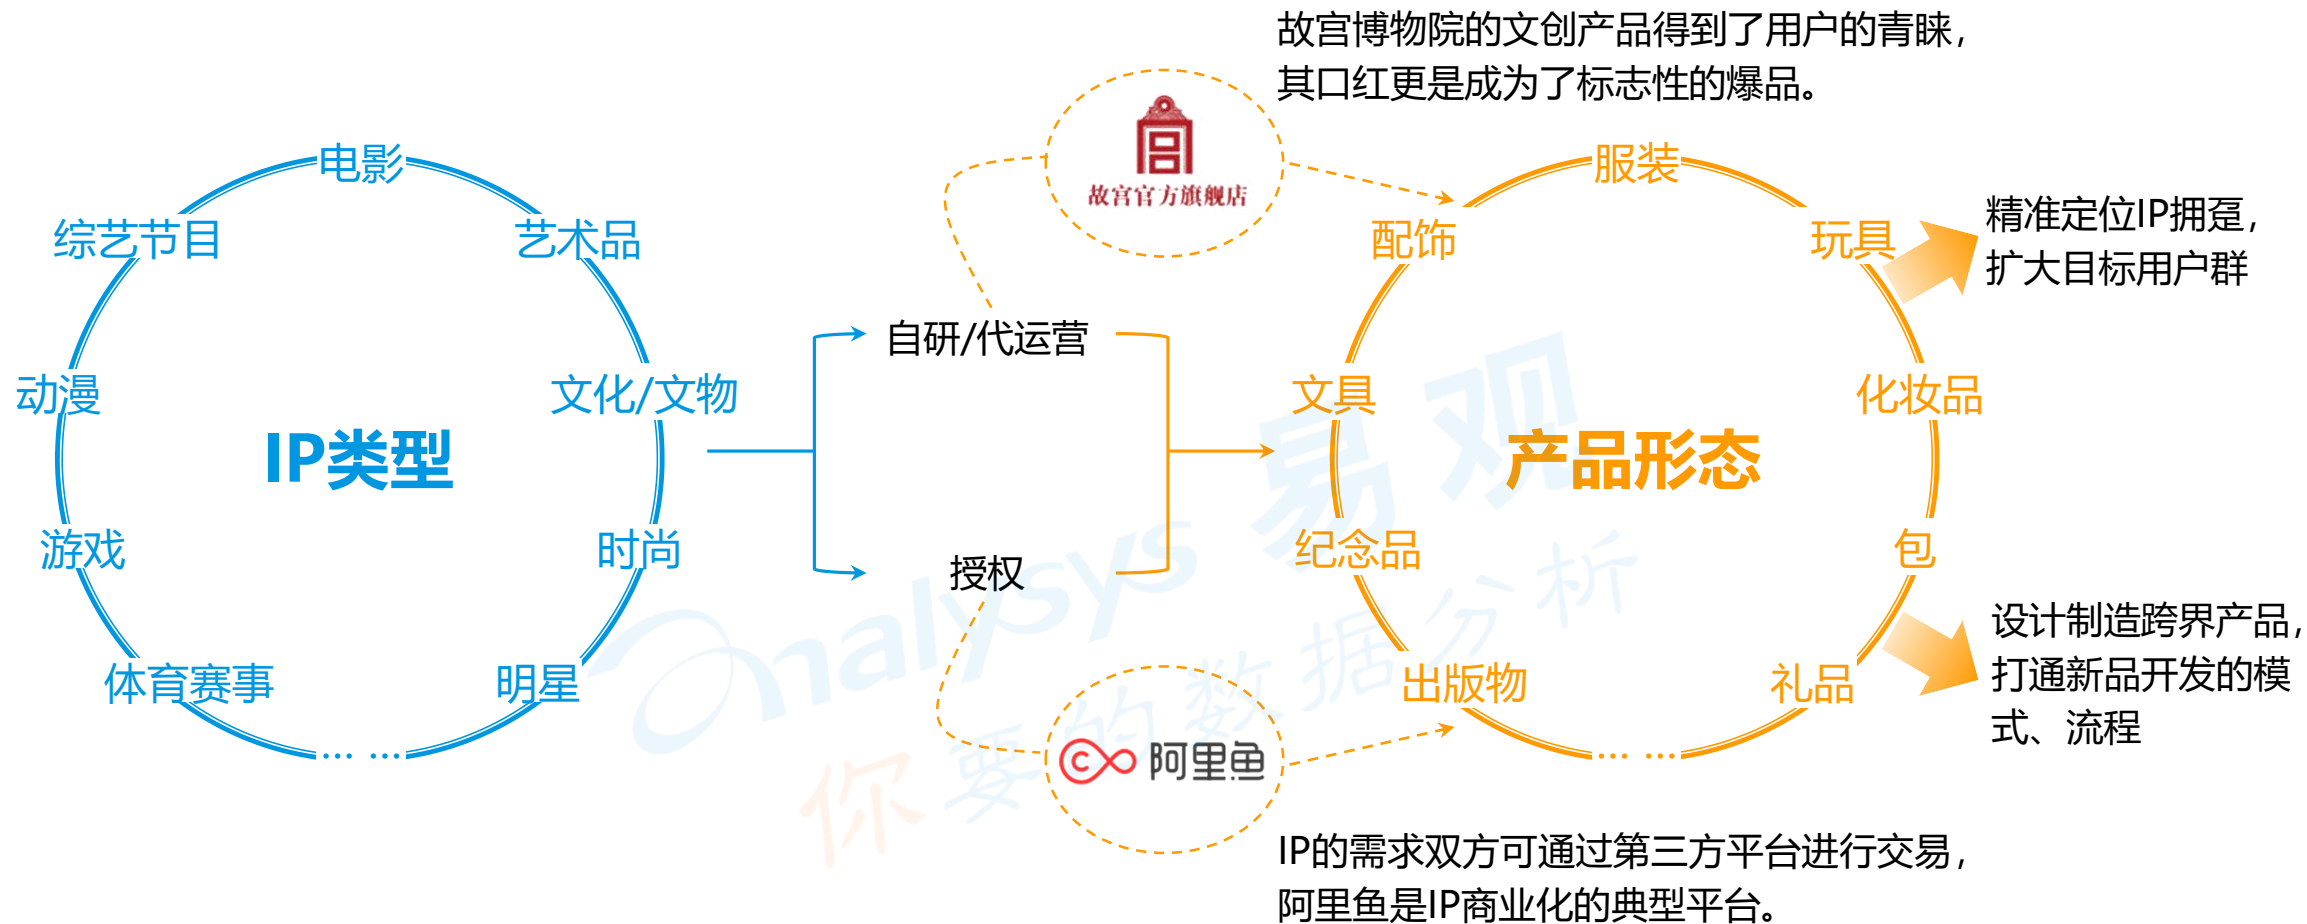 故宫博物院的文创产品得到了用户的青睐，
其口红更是成为了标志性的爆品。
故宫官方旗舰店
电影
综艺节目
艺术品
动漫
文化/文物
IP类型
游戏
时尚
体育赛事
明星
... ...
自研/代运营
授权
服装
配饰
玩具
文具
化妆品
产品形态
纪念品
包
出版物
礼品
... ...
精准定位IP拥趸，
扩大目标用户群
设计制造跨界产品，
打通新品开发的模
式、流程
阿里鱼
IP的需求双方可通过第三方平台进行交易，
阿里鱼是IP商业化的典型平台。
analysys 易观
你要的数据分析